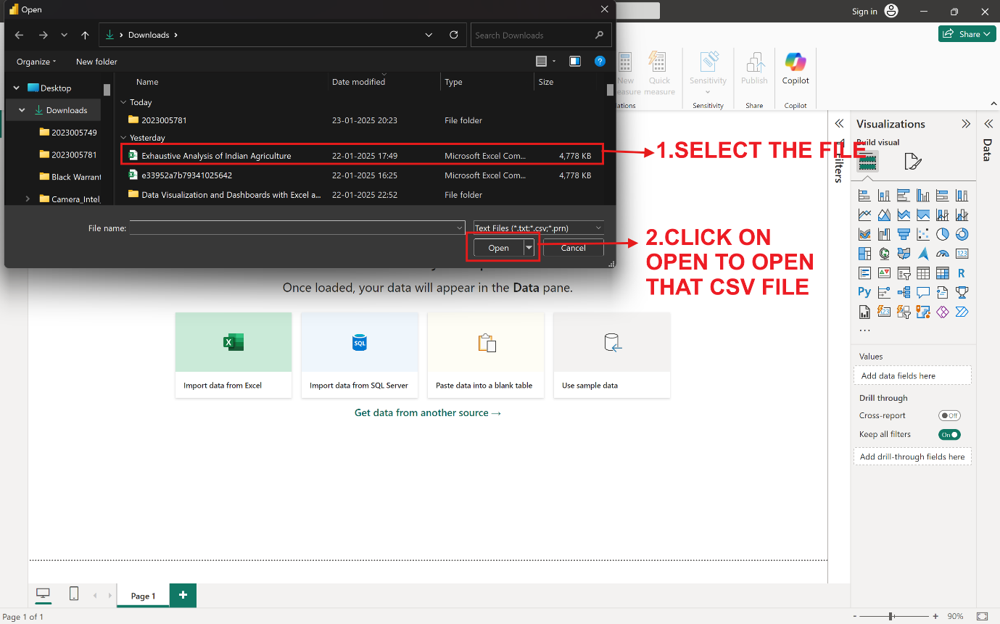 Open
Sign in
Downloads
Search Downloads
Share
Organize
New folder
?
Name
Date modified
Type
Size
Desktop
Downloads
2023005749
2023005781
Black Warrant
Camera_Intel_
Today
2023005781 23-01-2025 20:23 File folder
Yesterday
Exhaustive Analysis of Indian Agriculture 22-01-2025 17:49 Microsoft Excel Com... 4,778 KB
e33952a7b79341025642 22-01-2025 16:25 Microsoft Excel Com... 4,778 KB
Data Visualization and Dashboards with Excel a... 22-01-2025 22:52 File folder
File name:
Text Files (*.txt;*.csv;*.prn)
Open
Cancel
1.SELECT THE FILE
2.CLICK ON
OPEN TO OPEN
THAT CSV FILE
New
easure
Quick
measure
ations
Sensitivity
Sensitivity
Publish
Share
Copilot
Copilot
Once loaded, your data will appear in the Data pane.
X
SQL
Import data from Excel
Import data from SQL Server
Paste data into a blank table
Use sample data
Get data from another source →
Filters
Visualizations
Build visual
123
R
Py
123
...
Values
Add data fields here
Drill through
Cross-report
Off
Keep all filters
On
Add drill-through fields here
Data
Page 1
+
Page 1 of 1
- + 90%